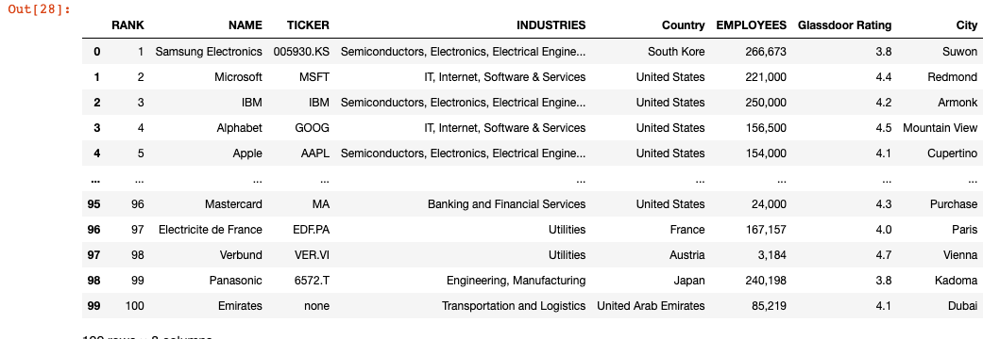 Out[28]:
RANK NAME TICKER INDUSTRIES Country EMPLOYEES Glassdoor Rating City
0 1 Samsung Electronics 005930.KS Semiconductors, Electronics, Electrical Engine... South Kore 266,673 3.8 Suwon
1 2 Microsoft MSFT IT, Internet, Software & Services United States 221,000 4.4 Redmond
2 3 IBM IBM Semiconductors, Electronics, Electrical Engine... United States 250,000 4.2 Armonk
3 4 Alphabet GOOG IT, Internet, Software & Services United States 156,500 4.5 Mountain View
4 5 Apple AAPL Semiconductors, Electronics, Electrical Engine... United States 154,000 4.1 Cupertino
... ... ... ... ... ... ... ... ...
95 96 Mastercard MA Banking and Financial Services United States 24,000 4.3 Purchase
96 97 Electricite de France EDF.PA Utilities France 167,157 4.0 Paris
97 98 Verbund VER.VI Utilities Austria 3,184 4.7 Vienna
98 99 Panasonic 6572.T Engineering, Manufacturing Japan 240,198 3.8 Kadoma
99 100 Emirates none Transportation and Logistics United Arab Emirates 85,219 4.1 Dubai